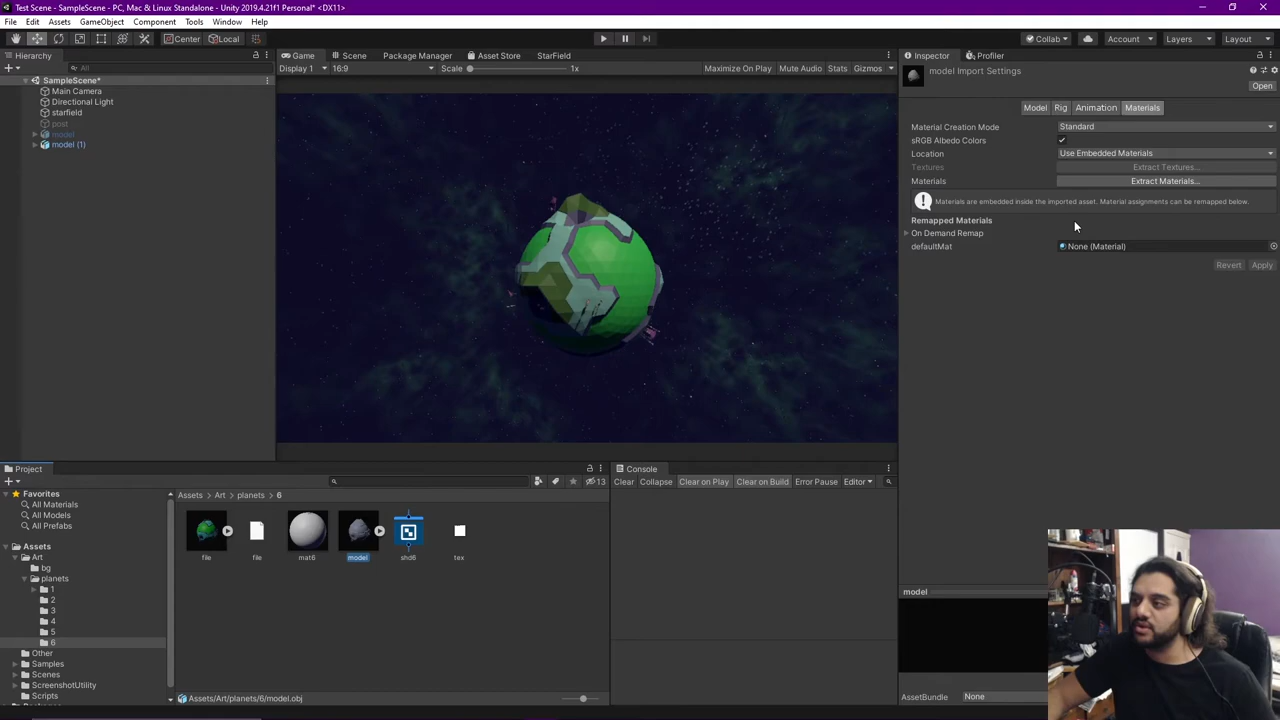 Test Scene - SampleScene - PC, Mac & Linux Standalone - Unity 2019.4.21f1 Personal* <DX11>
File Edit Assets GameObject Component Tools Window Help
Center Local Collab Account Layers Layout
Hierarchy Game Scene Package Manager Asset Store StarField Inspector Profiler
All Display 1 16:9 Scale 1x Maximize On Play Mute Audio Stats Gizmos
model Import Settings
Open
SampleScene*
Main Camera
Directional Light
starfield
post
model
model (1)
Model Rig Animation Materials
Material Creation Mode Standard
sRGB Albedo Colors
Location Use Embedded Materials
Textures Extract Textures...
Materials Extract Materials...
Materials are embedded inside the imported asset. Material assignments can be remapped below.
Remapped Materials
On Demand Remap
defaultMat None (Material)
Revert Apply
Project Console
13 Clear Collapse Clear on Play Clear on Build Error Pause Editor
Favorites
All Materials
All Models
All Prefabs
Assets
Art
bg
planets
1
2
3
4
5
6
Other
Samples
Scenes
ScreenshotUtility
Scripts
Assets > Art > planets > 6
file file mat6 model shd6 tex
Assets/Art/planets/6/model.obj
model
AssetBundle None